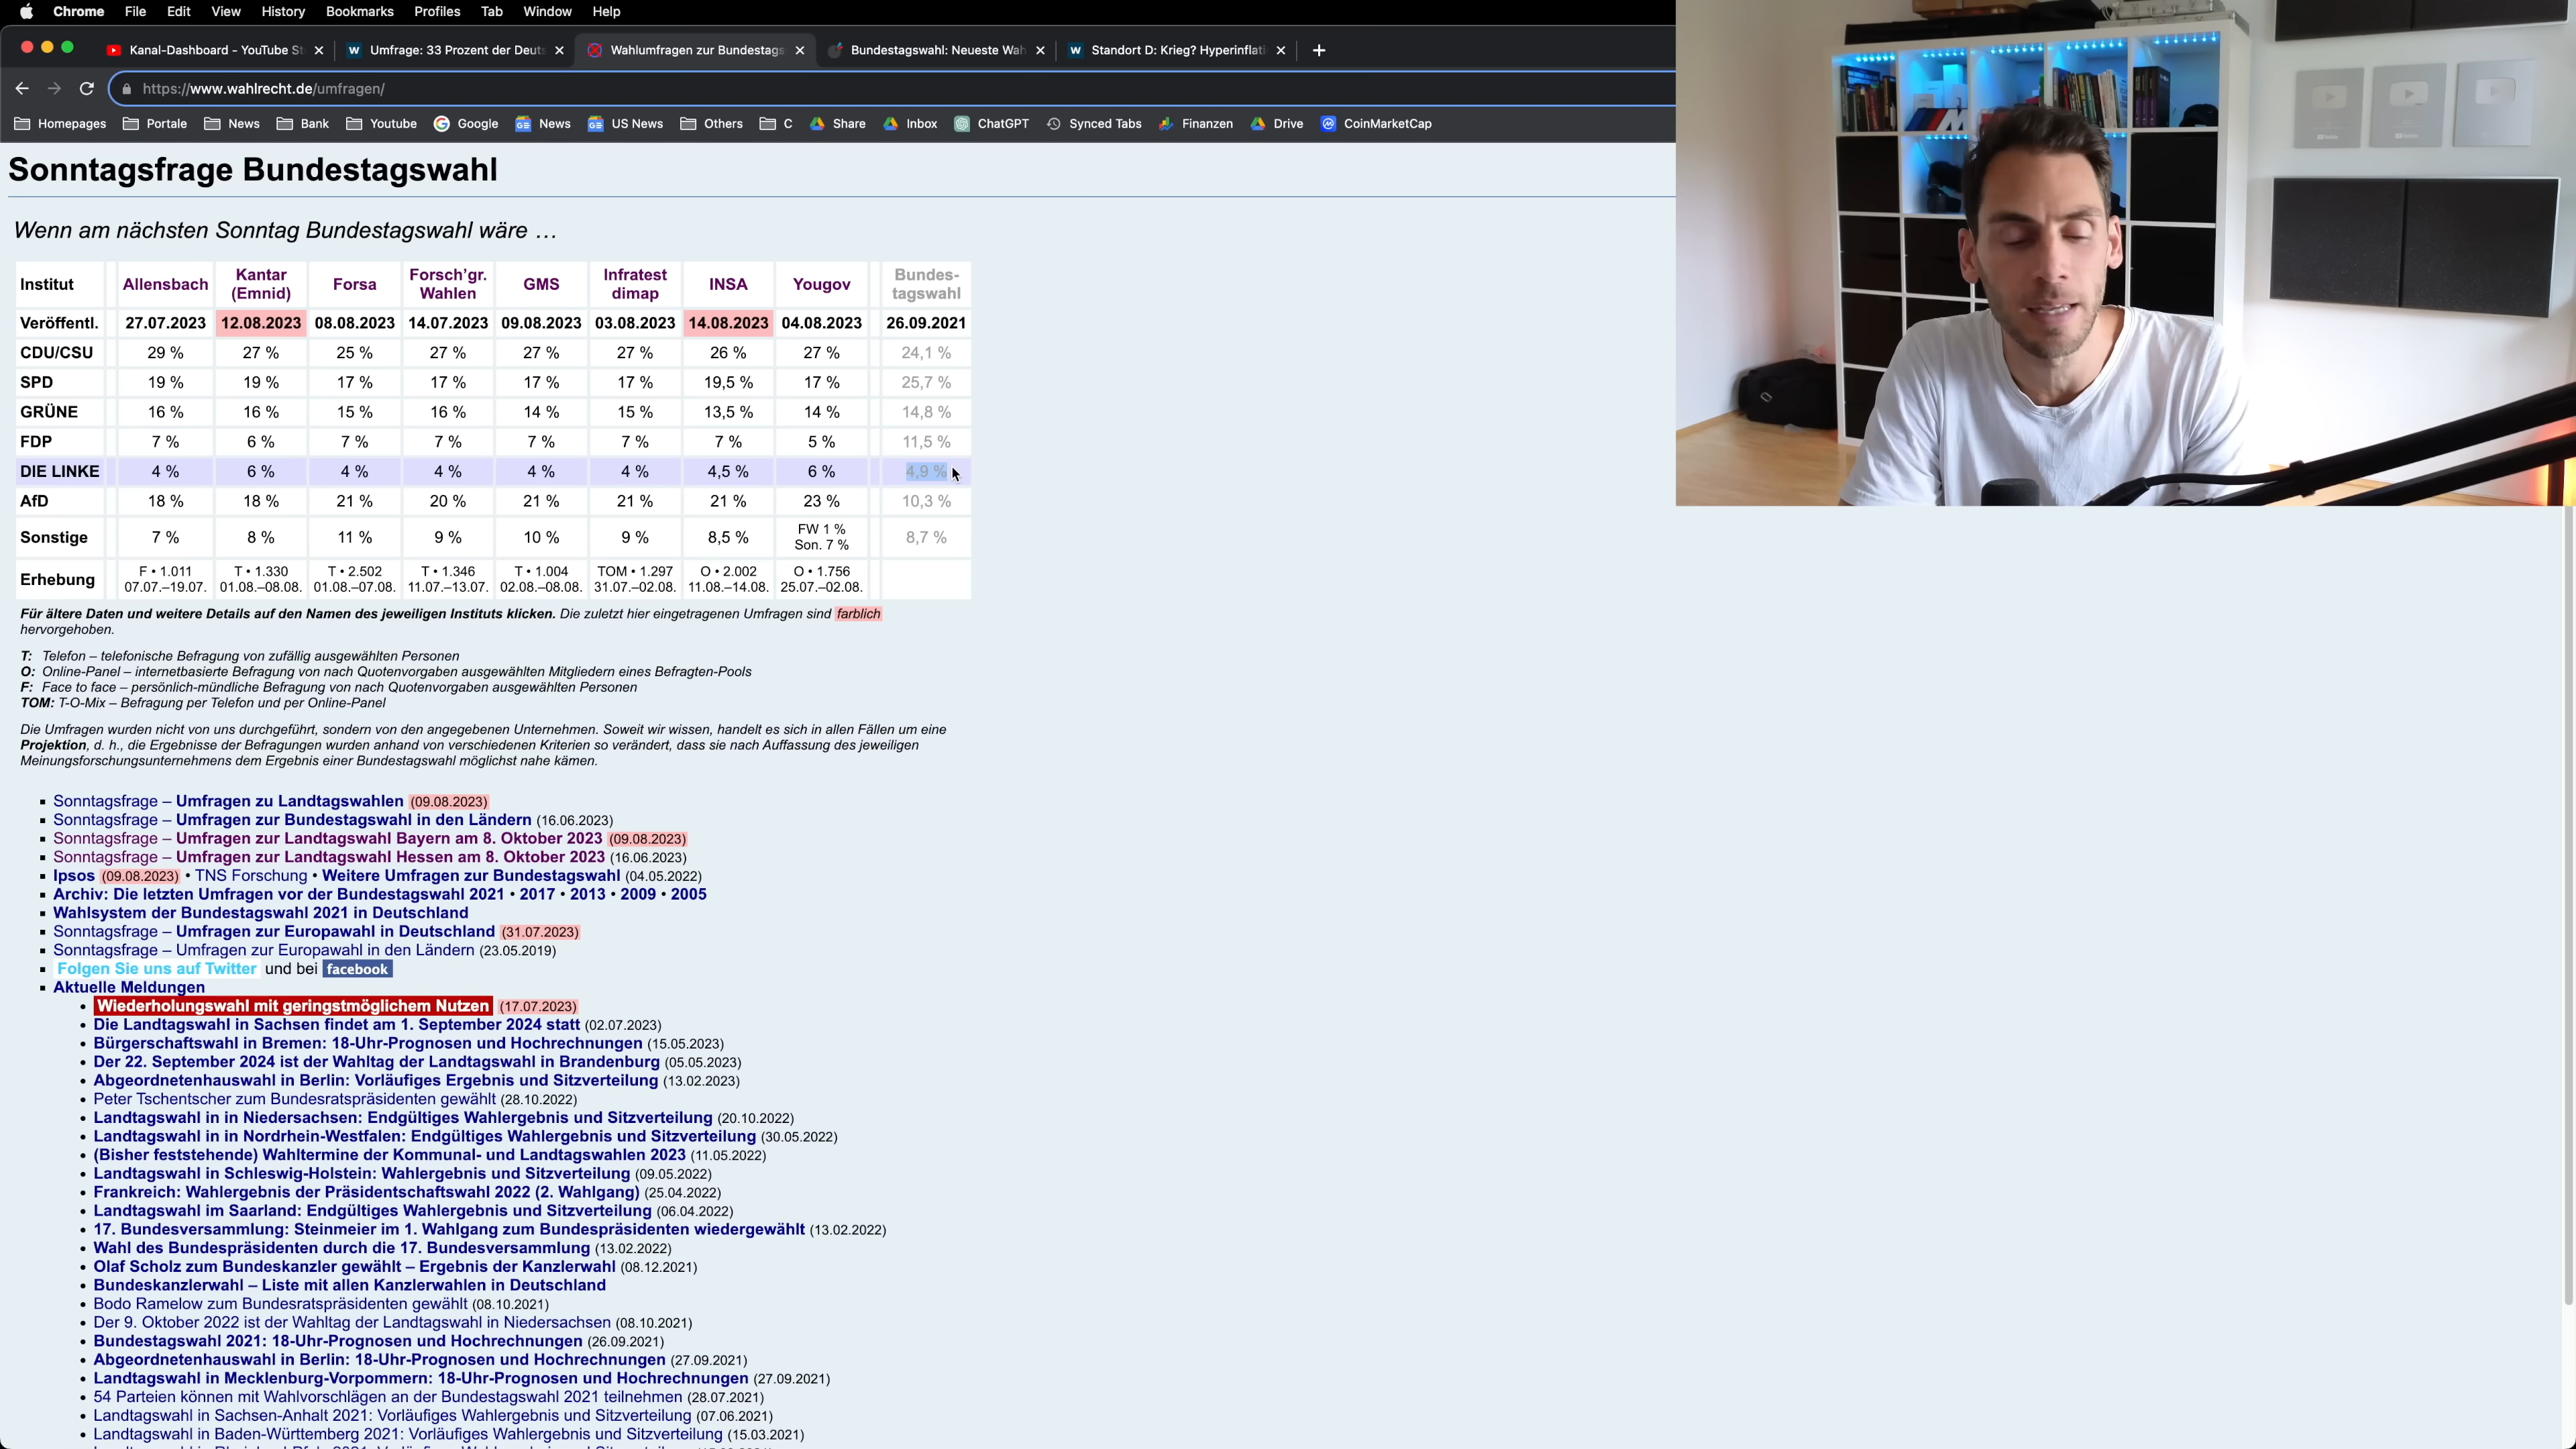 Chrome File Edit View History Bookmarks Profiles Tab Window Help
Kanal-Dashboard - YouTube St
Umfrage: 33 Prozent der Deuts
Wahlumfragen zur Bundestags
Bundestagswahl: Neueste Wah
Standort D: Krieg? Hyperinflati
https://www.wahlrecht.de/umfragen/
Homepages Portale News Bank Youtube Google News US News Others C Share Inbox ChatGPT Synced Tabs Finanzen Drive CoinMarketCap
Sonntagsfrage Bundestagswahl
Wenn am nächsten Sonntag Bundestagswahl wäre …
Institut Allensbach Kantar (Emnid) Forsa Forsch’gr. Wahlen GMS Infratest dimap INSA Yougov Bundes-tagswahl
Veröffentl. 27.07.2023 12.08.2023 08.08.2023 14.07.2023 09.08.2023 03.08.2023 14.08.2023 04.08.2023 26.09.2021
CDU/CSU 29 % 27 % 25 % 27 % 27 % 27 % 26 % 27 % 24,1 %
SPD 19 % 19 % 17 % 17 % 17 % 17 % 19,5 % 17 % 25,7 %
GRÜNE 16 % 16 % 15 % 16 % 14 % 15 % 13,5 % 14 % 14,8 %
FDP 7 % 6 % 7 % 7 % 7 % 7 % 7 % 5 % 11,5 %
DIE LINKE 4 % 6 % 4 % 4 % 4 % 4 % 4,5 % 6 % 4,9 %
AfD 18 % 18 % 21 % 20 % 21 % 21 % 21 % 23 % 10,3 %
Sonstige 7 % 8 % 11 % 9 % 10 % 9 % 8,5 % FW 1 % Son. 7 % 8,7 %
Erhebung F • 1.011 T • 1.330 T • 2.502 T • 1.346 T • 1.004 TOM • 1.297 O • 2.002 O • 1.756
07.07.–19.07. 01.08.–08.08. 01.08.–07.08. 11.07.–13.07. 02.08.–08.08. 31.07.–02.08. 11.08.–14.08. 25.07.–02.08.
Für ältere Daten und weitere Details auf den Namen des jeweiligen Instituts klicken. Die zuletzt hier eingetragenen Umfragen sind farblich
hervorgehoben.
T: Telefon – telefonische Befragung von zufällig ausgewählten Personen
O: Online-Panel – internetbasierte Befragung von nach Quotenvorgaben ausgewählten Mitgliedern eines Befragten-Pools
F: Face to face – persönlich-mündliche Befragung von nach Quotenvorgaben ausgewählten Personen
TOM: T-O-Mix – Befragung per Telefon und per Online-Panel
Die Umfragen wurden nicht von uns durchgeführt, sondern von den angegebenen Unternehmen. Soweit wir wissen, handelt es sich in allen Fällen um eine
Projektion, d. h., die Ergebnisse der Befragungen wurden anhand von verschiedenen Kriterien so verändert, dass sie nach Auffassung des jeweiligen
Meinungsforschungsunternehmens dem Ergebnis einer Bundestagswahl möglichst nahe kämen.
Sonntagsfrage – Umfragen zu Landtagswahlen (09.08.2023)
Sonntagsfrage – Umfragen zur Bundestagswahl in den Ländern (16.06.2023)
Sonntagsfrage – Umfragen zur Landtagswahl Bayern am 8. Oktober 2023 (09.08.2023)
Sonntagsfrage – Umfragen zur Landtagswahl Hessen am 8. Oktober 2023 (16.06.2023)
Ipsos (09.08.2023) • TNS Forschung • Weitere Umfragen zur Bundestagswahl (04.05.2022)
Archiv: Die letzten Umfragen vor der Bundestagswahl 2021 • 2017 • 2013 • 2009 • 2005
Wahlsystem der Bundestagswahl 2021 in Deutschland
Sonntagsfrage – Umfragen zur Europawahl in Deutschland (31.07.2023)
Sonntagsfrage – Umfragen zur Europawahl in den Ländern (23.05.2019)
Folgen Sie uns auf Twitter und bei facebook
Aktuelle Meldungen
Wiederholungswahl mit geringstmöglichem Nutzen (17.07.2023)
Die Landtagswahl in Sachsen findet am 1. September 2024 statt (02.07.2023)
Bürgerschaftswahl in Bremen: 18-Uhr-Prognosen und Hochrechnungen (15.05.2023)
Der 22. September 2024 ist der Wahltag der Landtagswahl in Brandenburg (05.05.2023)
Abgeordnetenhauswahl in Berlin: Vorläufiges Ergebnis und Sitzverteilung (13.02.2023)
Peter Tschentscher zum Bundesratspräsidenten gewählt (28.10.2022)
Landtagswahl in in Niedersachsen: Endgültiges Wahlergebnis und Sitzverteilung (20.10.2022)
Landtagswahl in in Nordrhein-Westfalen: Endgültiges Wahlergebnis und Sitzverteilung (30.05.2022)
(Bisher feststehende) Wahltermine der Kommunal- und Landtagswahlen 2023 (11.05.2022)
Landtagswahl in Schleswig-Holstein: Wahlergebnis und Sitzverteilung (09.05.2022)
Frankreich: Wahlergebnis der Präsidentschaftswahl 2022 (2. Wahlgang) (25.04.2022)
Landtagswahl im Saarland: Endgültiges Wahlergebnis und Sitzverteilung (06.04.2022)
17. Bundesversammlung: Steinmeier im 1. Wahlgang zum Bundespräsidenten wiedergewählt (13.02.2022)
Wahl des Bundespräsidenten durch die 17. Bundesversammlung (13.02.2022)
Olaf Scholz zum Bundeskanzler gewählt – Ergebnis der Kanzlerwahl (08.12.2021)
Bundeskanzlerwahl – Liste mit allen Kanzlerwahlen in Deutschland
Bodo Ramelow zum Bundesratspräsidenten gewählt (08.10.2021)
Der 9. Oktober 2022 ist der Wahltag der Landtagswahl in Niedersachsen (08.10.2021)
Bundestagswahl 2021: 18-Uhr-Prognosen und Hochrechnungen (26.09.2021)
Abgeordnetenhauswahl in Berlin: 18-Uhr-Prognosen und Hochrechnungen (27.09.2021)
Landtagswahl in Mecklenburg-Vorpommern: 18-Uhr-Prognosen und Hochrechnungen (27.09.2021)
54 Parteien können mit Wahlvorschlägen an der Bundestagswahl 2021 teilnehmen (28.07.2021)
Landtagswahl in Sachsen-Anhalt 2021: Vorläufiges Wahlergebnis und Sitzverteilung (07.06.2021)
Landtagswahl in Baden-Württemberg 2021: Vorläufiges Wahlergebnis und Sitzverteilung (15.03.2021)